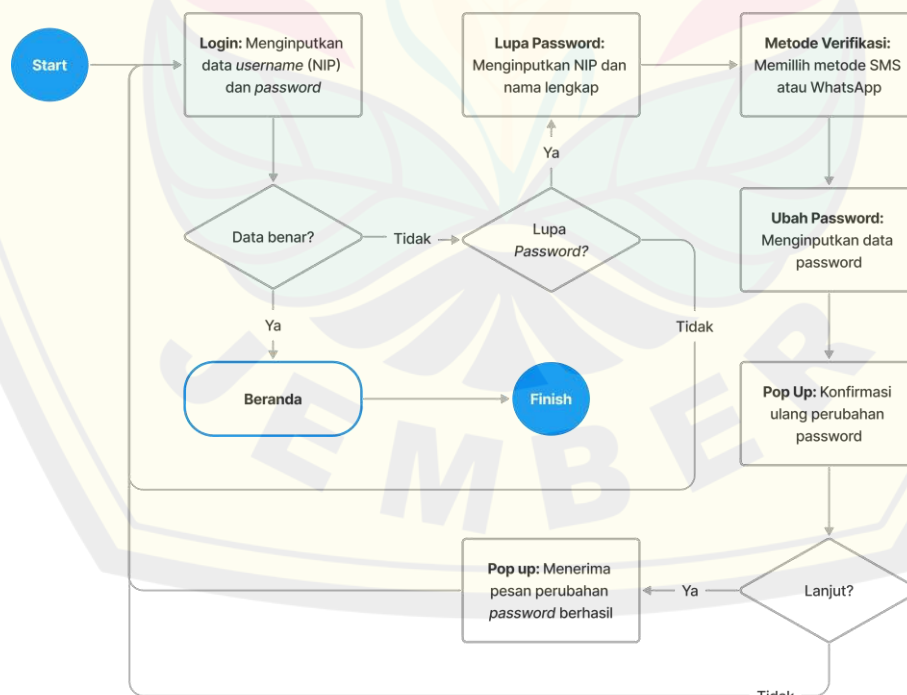 Start
Login: Menginputkan
data username (NIP)
dan password
Lupa Password:
Menginputkan NIP dan
nama lengkap
Metode Verifikasi:
Memillih metode SMS
atau WhatsApp
Ya
Data benar?
Tidak
Lupa
Password?
Ubah Password:
Menginputkan data
password
Ya
Tidak
Beranda
Finish
Pop Up: Konfirmasi
ulang perubahan
password
JEMBER
Pop up: Menerima
pesan perubahan
password berhasil
Ya
Lanjut?
Tidak